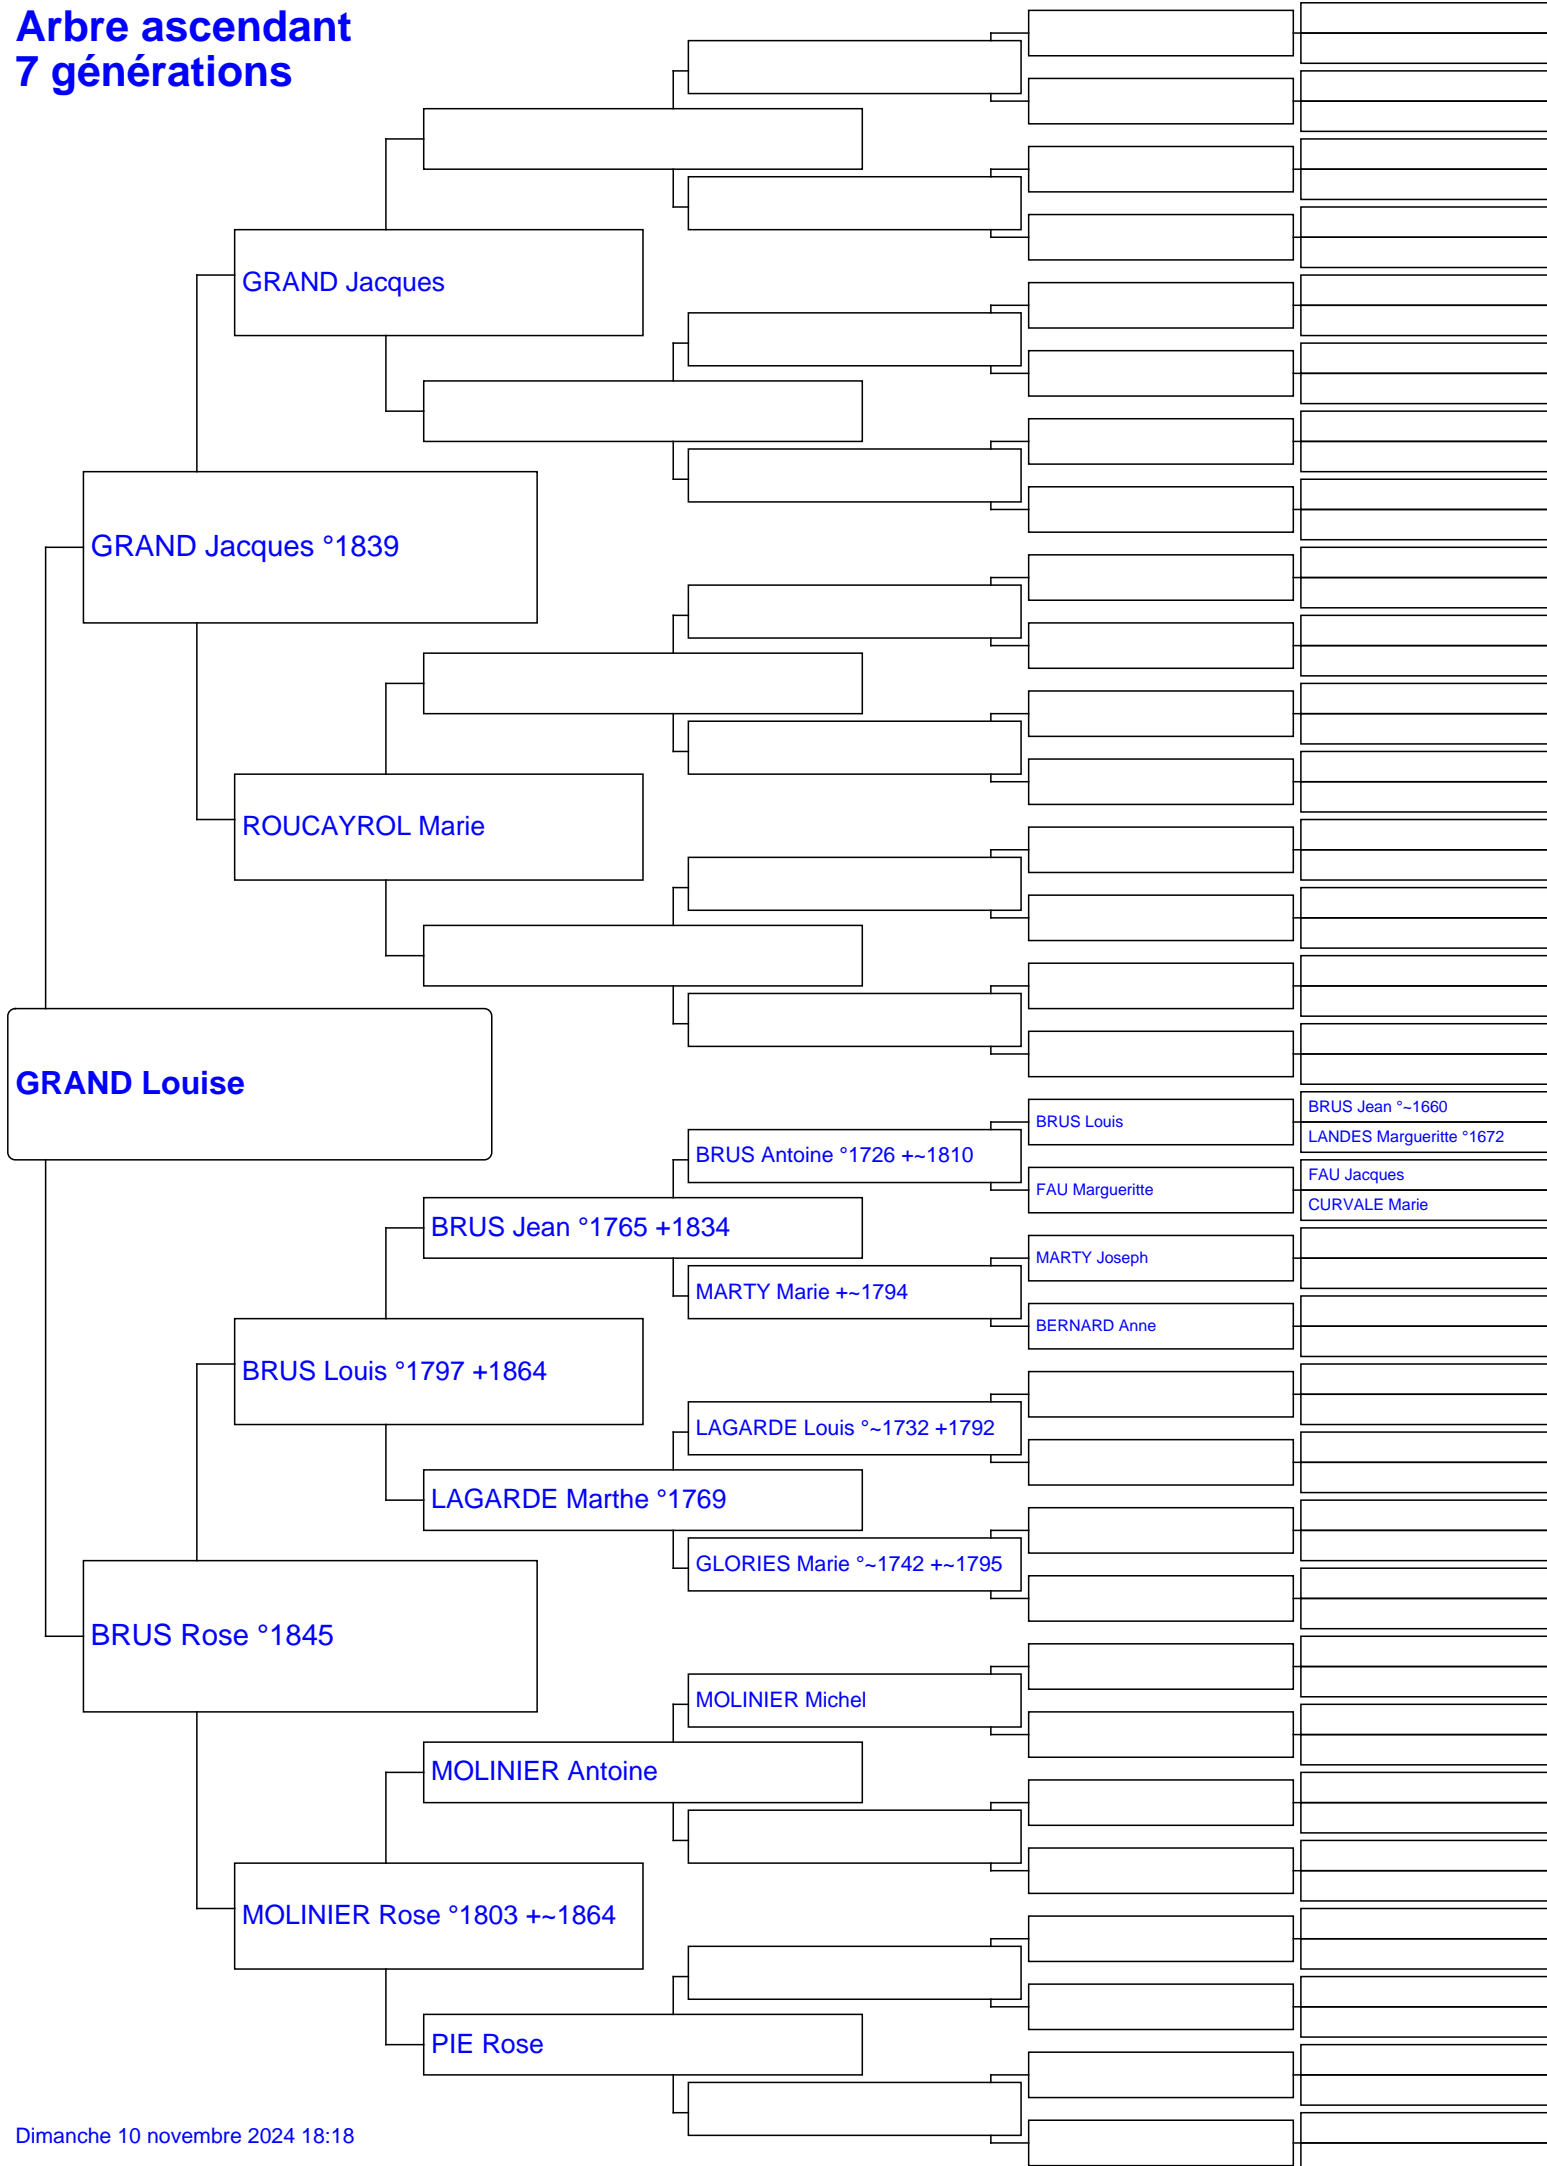 Arbre ascendant
7 générations
GRAND Jacques
GRAND Jacques °1839
ROUCAYROL Marie
GRAND Louise
BRUS Jean °~1660
BRUS Louis
LANDES Margueritte °1672
BRUS Antoine °1726 +~1810
FAU Jacques
FAU Margueritte
CURVALE Marie
BRUS Jean °1765 +1834
MARTY Joseph
MARTY Marie +~1794
BERNARD Anne
BRUS Louis °1797 +1864
LAGARDE Louis °~1732 +1792
LAGARDE Marthe °1769
GLORIES Marie °~1742 +~1795
BRUS Rose °1845
MOLINIER Michel
MOLINIER Antoine
MOLINIER Rose °1803 +~1864
PIE Rose
Dimanche 10 novembre 2024 18:18